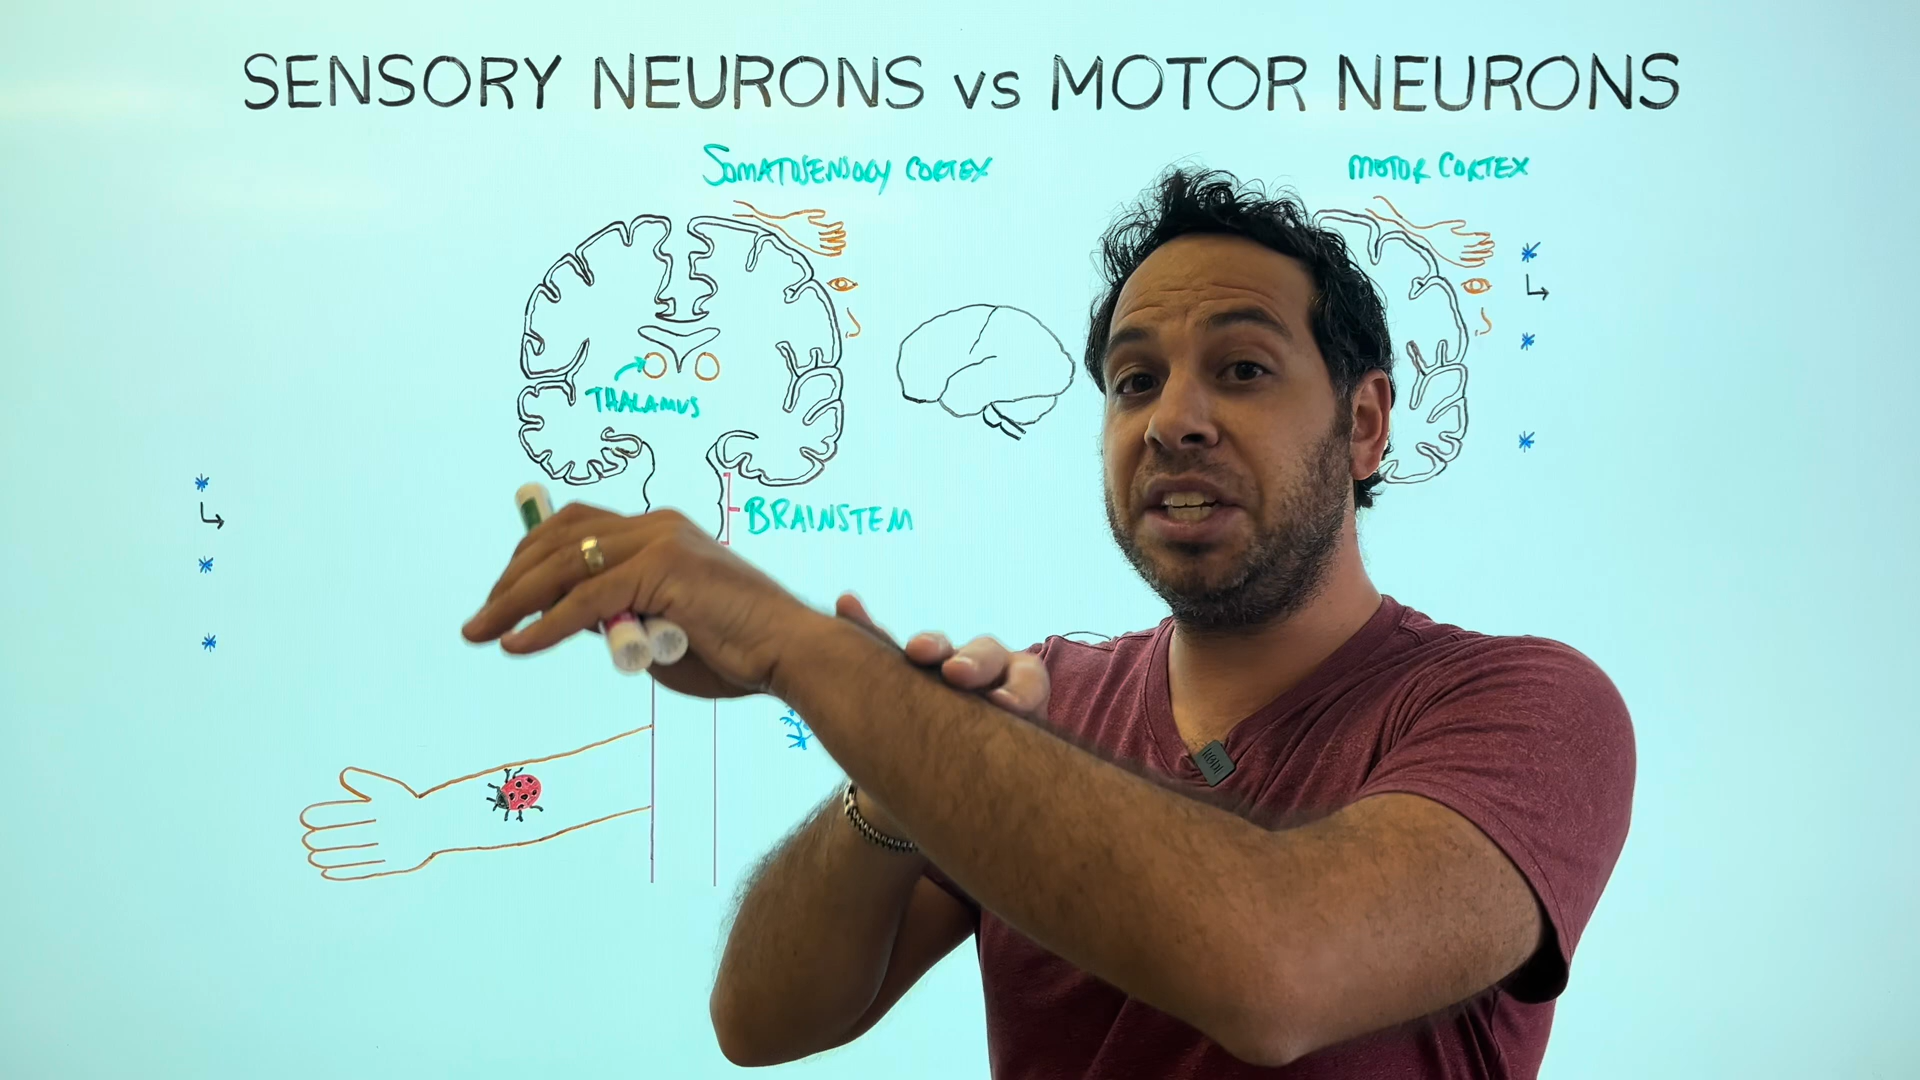 SENSORY NEURONS vs MOTOR NEURONS
SOMATOSENSORY CORTEX
MOTOR CORTEX
THALAMUS
BRAINSTEM